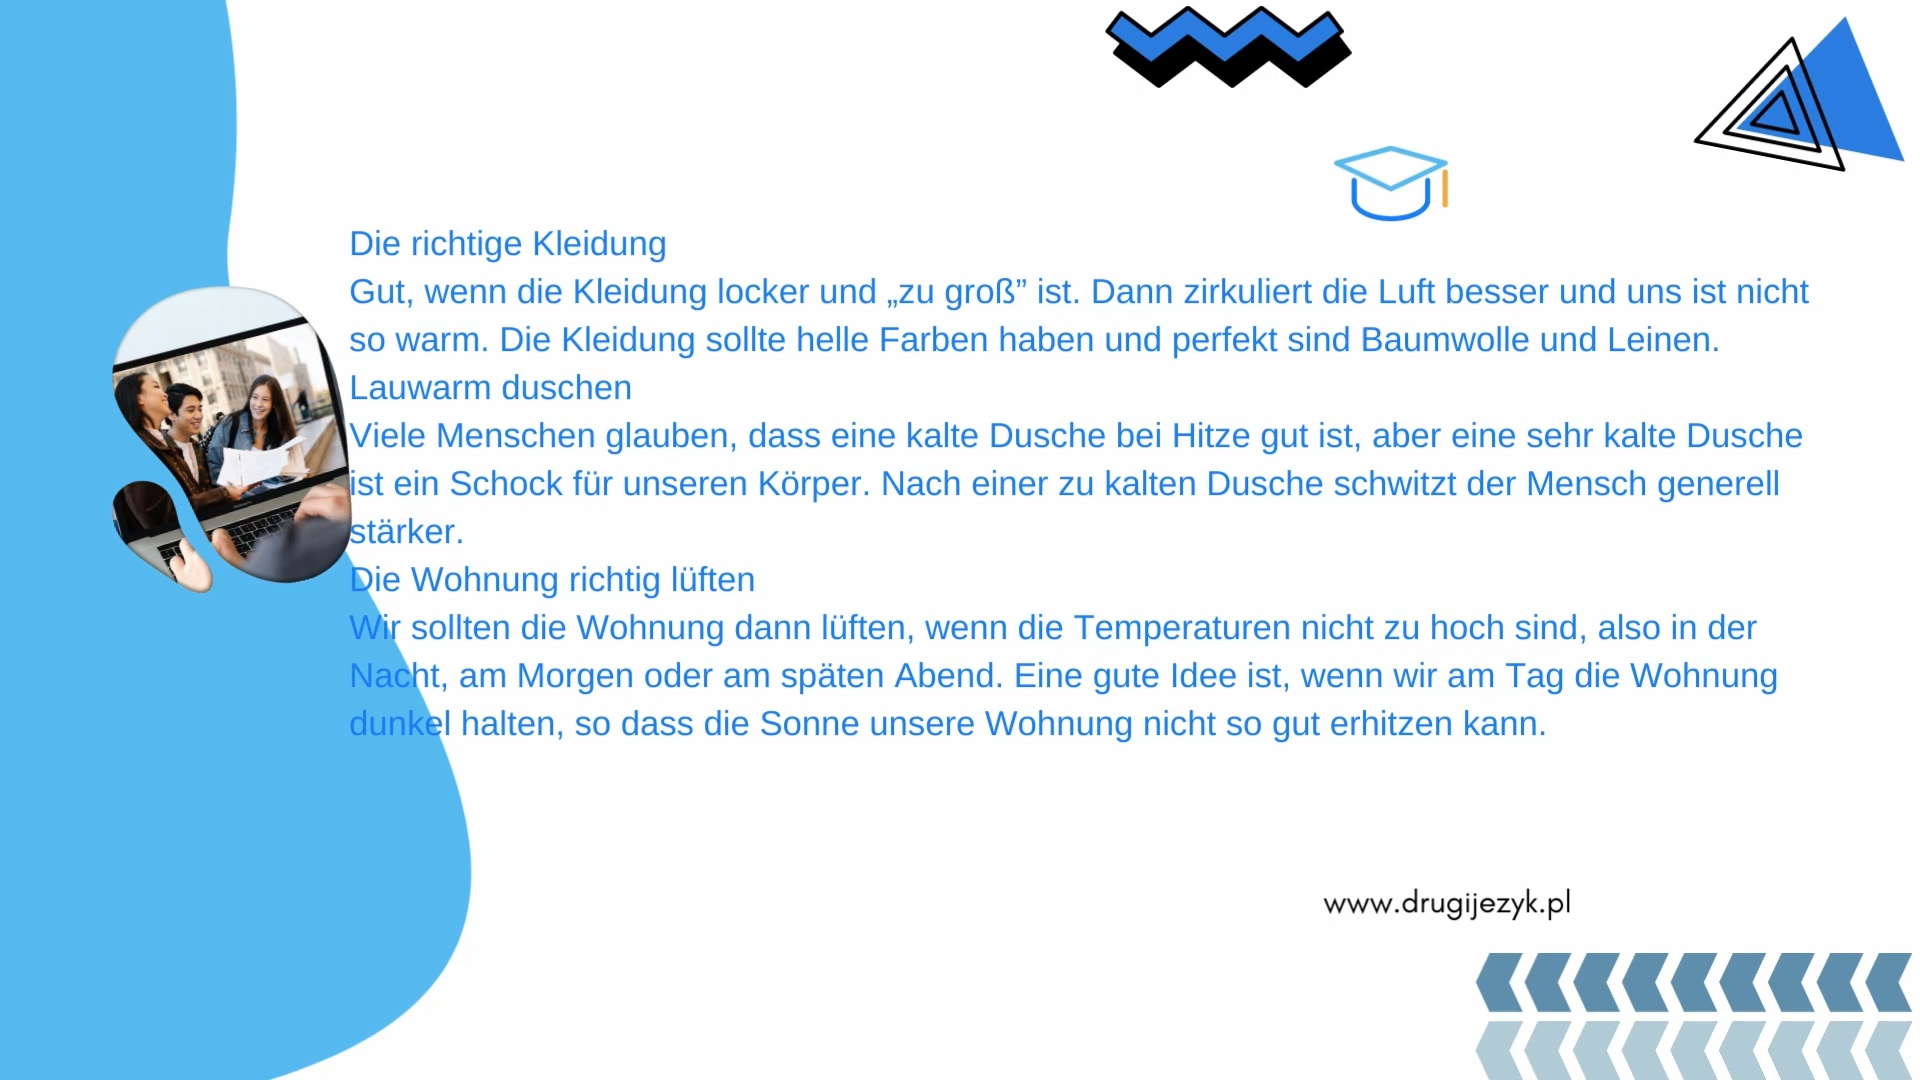 Die richtige Kleidung
Gut, wenn die Kleidung locker und „zu groß” ist. Dann zirkuliert die Luft besser und uns ist nicht
so warm. Die Kleidung sollte helle Farben haben und perfekt sind Baumwolle und Leinen.
Lauwarm duschen
Viele Menschen glauben, dass eine kalte Dusche bei Hitze gut ist, aber eine sehr kalte Dusche
ist ein Schock für unseren Körper. Nach einer zu kalten Dusche schwitzt der Mensch generell
stärker.
Die Wohnung richtig lüften
Wir sollten die Wohnung dann lüften, wenn die Temperaturen nicht zu hoch sind, also in der
Nacht, am Morgen oder am späten Abend. Eine gute Idee ist, wenn wir am Tag die Wohnung
dunkel halten, so dass die Sonne unsere Wohnung nicht so gut erhitzen kann.
www.drugijezyk.pl